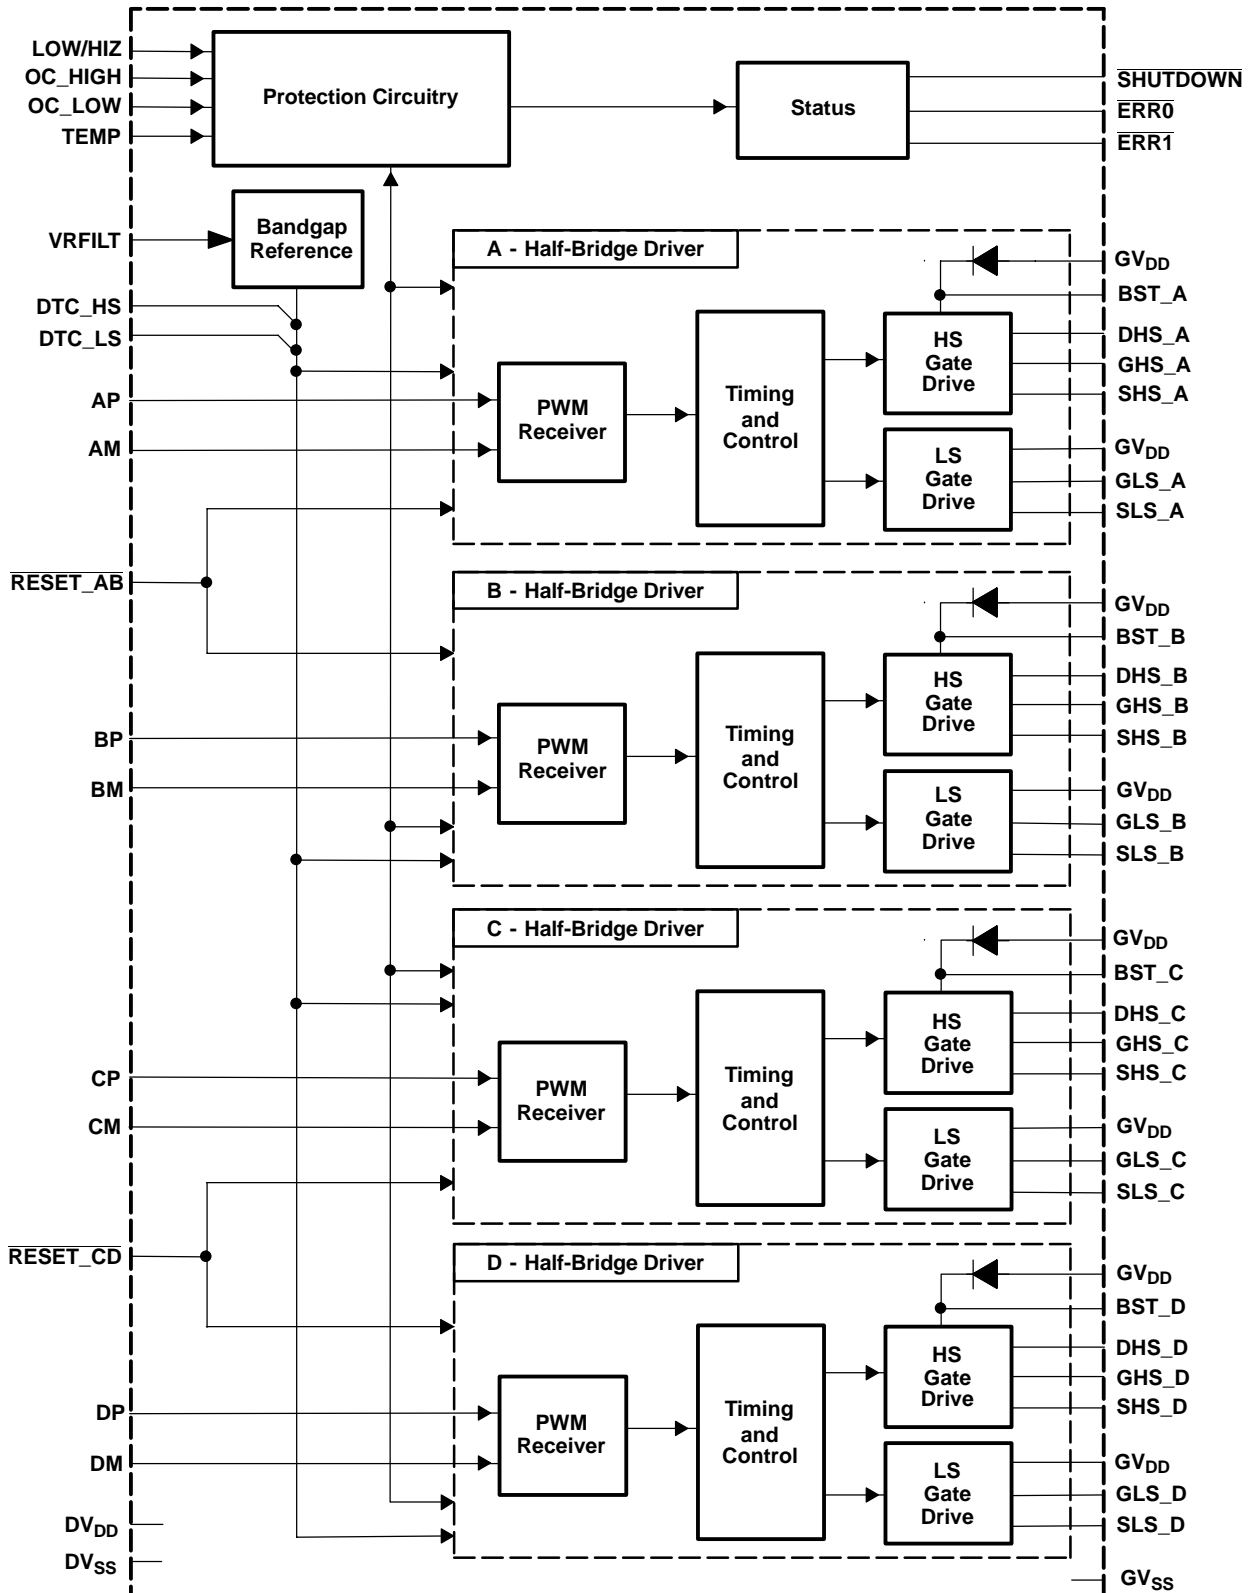 LOW/HIZ
OC_HIGH
OC_LOW
TEMP
Protection Circuitry
Status
SHUTDOWN
ERR0
ERR1
VRFILT
Bandgap
Reference
DTC_HS
DTC_LS
A - Half-Bridge Driver
AP
AM
PWM
Receiver
Timing
and
Control
HS
Gate
Drive
LS
Gate
Drive
GVDD
BST_A
DHS_A
GHS_A
SHS_A
GVDD
GLS_A
SLS_A
RESET_AB
B - Half-Bridge Driver
BP
BM
PWM
Receiver
Timing
and
Control
HS
Gate
Drive
LS
Gate
Drive
GVDD
BST_B
DHS_B
GHS_B
SHS_B
GVDD
GLS_B
SLS_B
C - Half-Bridge Driver
CP
CM
PWM
Receiver
Timing
and
Control
HS
Gate
Drive
LS
Gate
Drive
GVDD
BST_C
DHS_C
GHS_C
SHS_C
GVDD
GLS_C
SLS_C
RESET_CD
D - Half-Bridge Driver
DP
DM
PWM
Receiver
Timing
and
Control
HS
Gate
Drive
LS
Gate
Drive
GVDD
BST_D
DHS_D
GHS_D
SHS_D
GVDD
GLS_D
SLS_D
DVDD
DVSS
GVSS